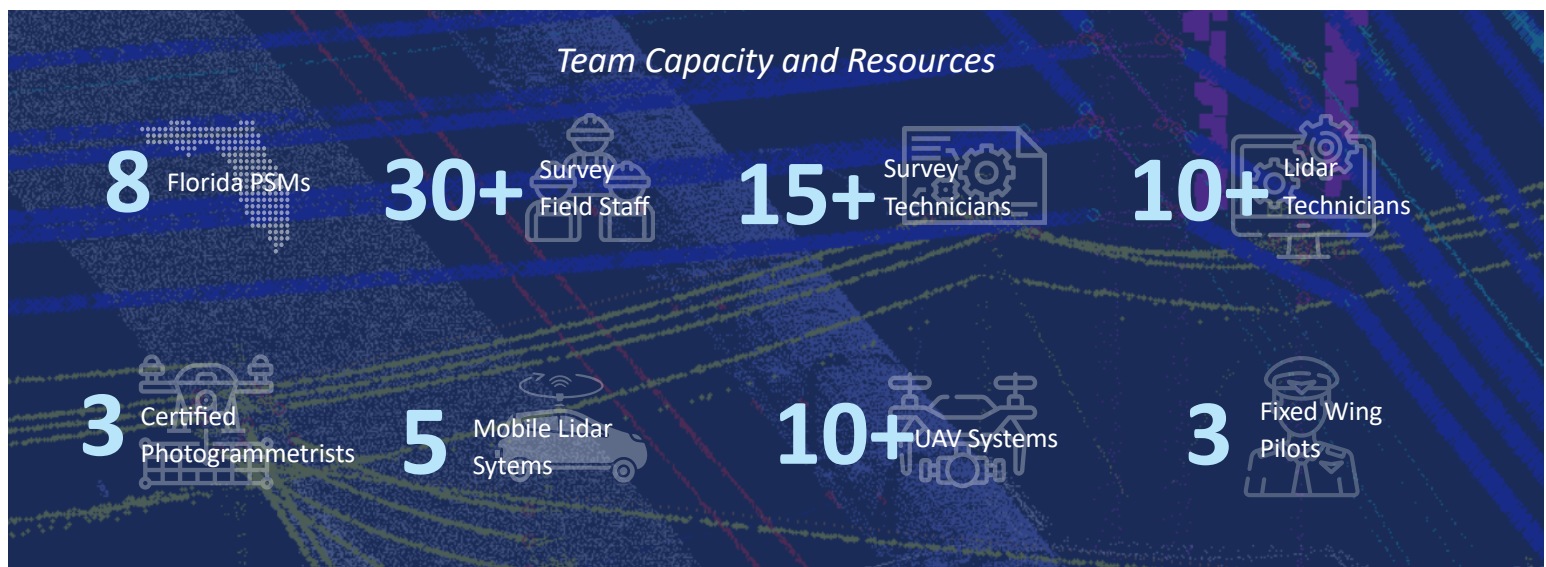 Team Capacity and Resources
8 Florida PSMs
30+ Survey
Field Staff
15+ Survey
Technicians
10+ Lidar
Technicians
3 Certified
Photogrammetrists
5 Mobile Lidar
Sytems
10+ UAV Systems
3 Fixed Wing
Pilots